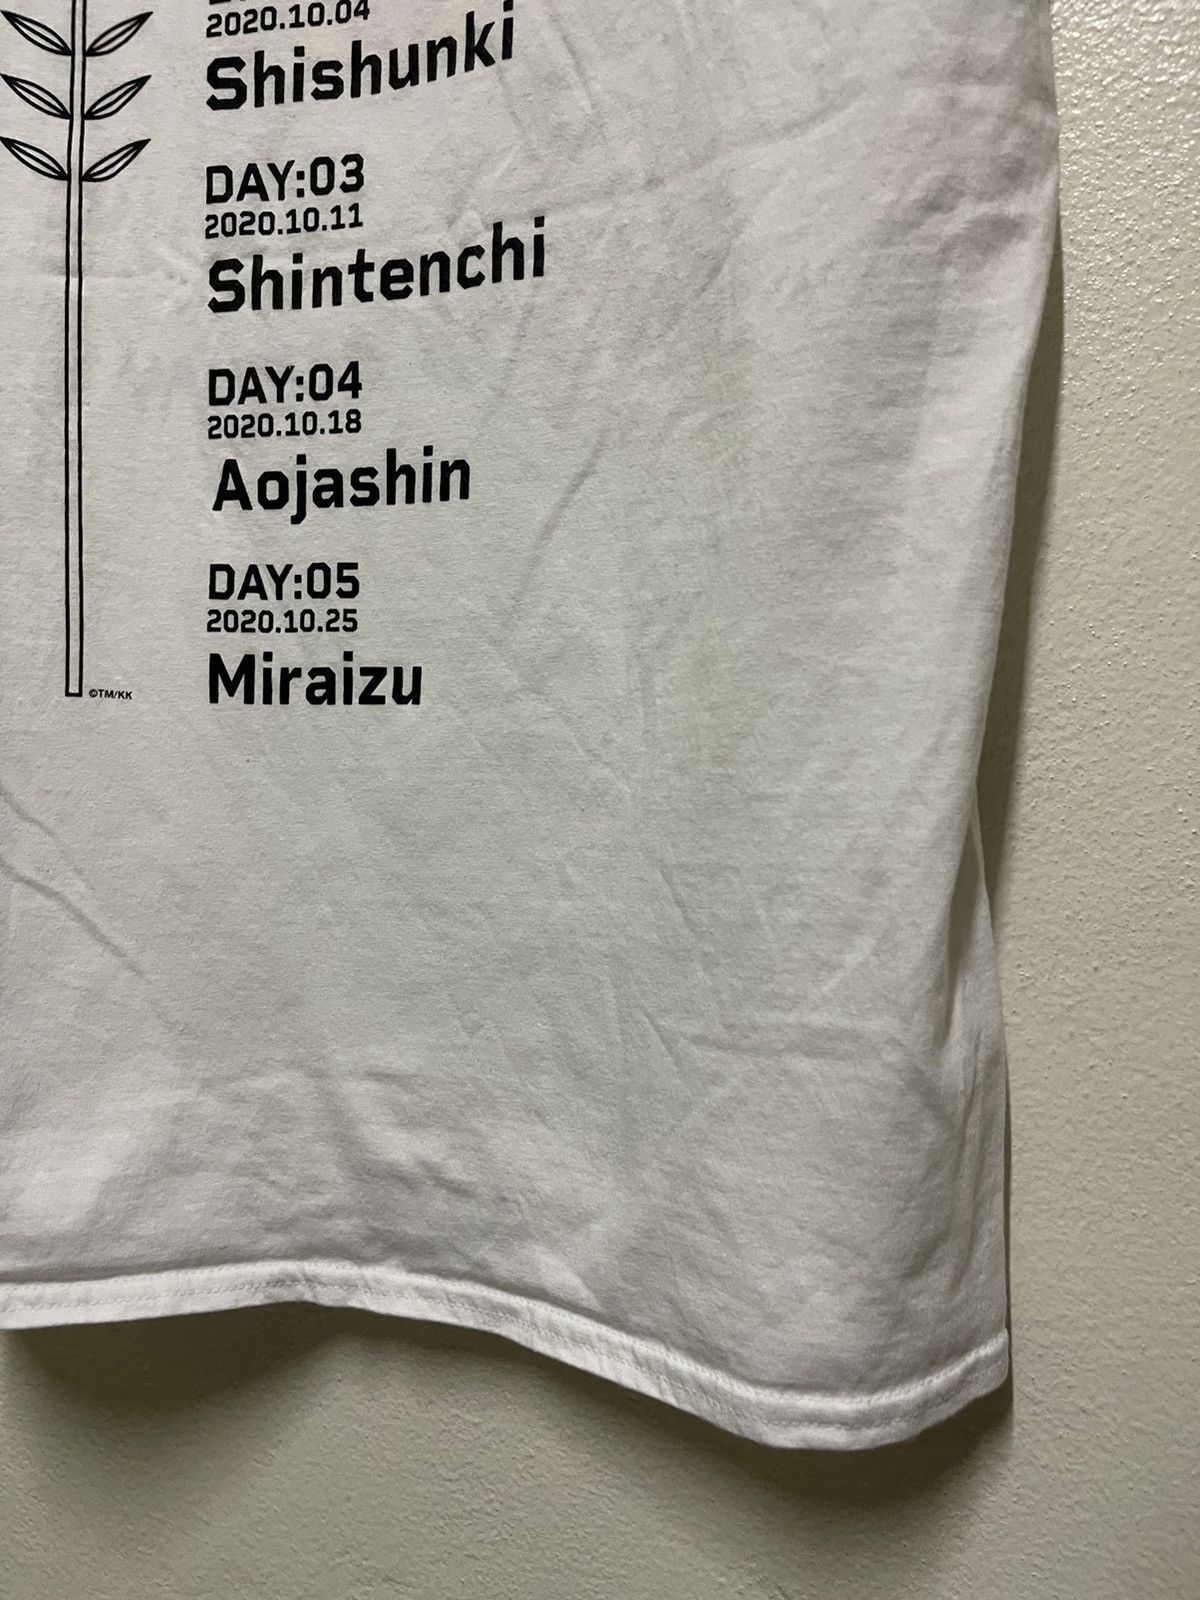 2020.10.04
Shishunki
DAY:03
2020.10.11
Shintenchi
DAY:04
2020.10.18
Aojashin
DAY:05
2020.10.25
Miraizu
©TM/KK